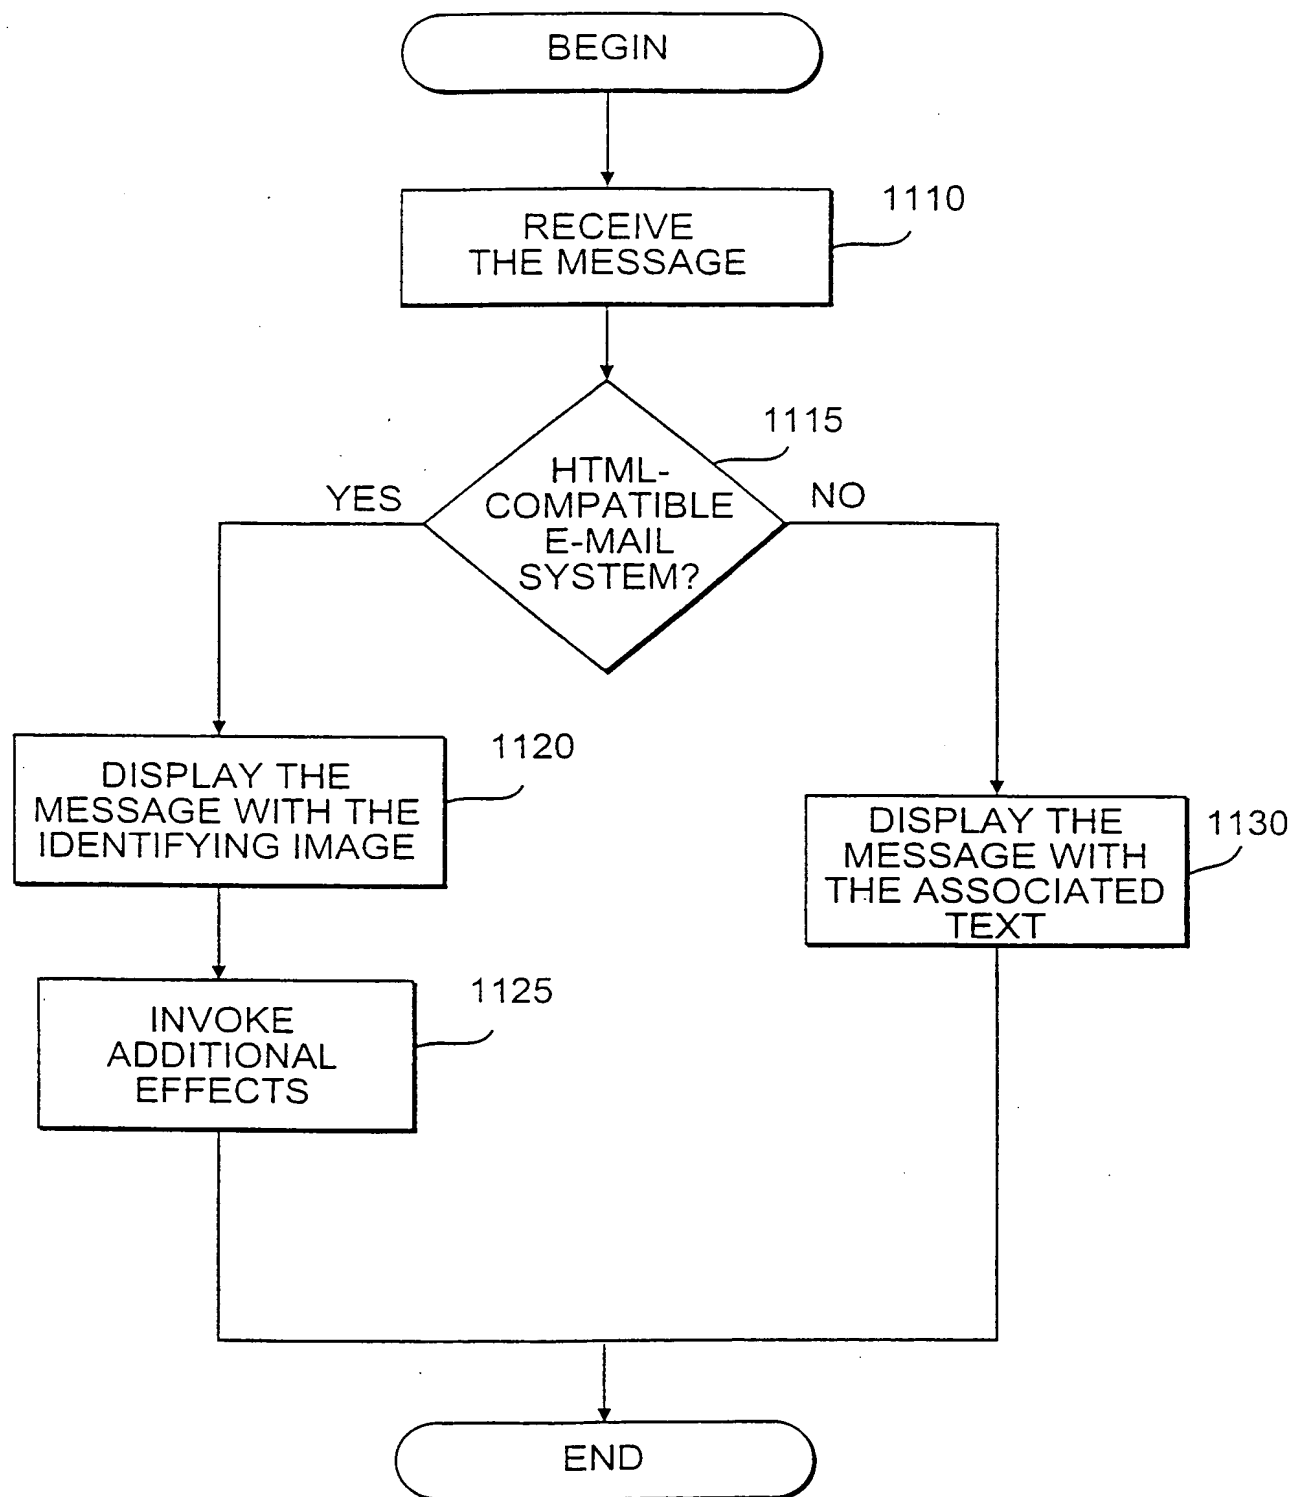 BEGIN
RECEIVE
THE MESSAGE
1110
HTML-
COMPATIBLE
E-MAIL
SYSTEM?
1115
YES
NO
DISPLAY THE
MESSAGE WITH THE
IDENTIFYING IMAGE
1120
DISPLAY THE
MESSAGE WITH
THE ASSOCIATED
TEXT
1130
INVOKE
ADDITIONAL
EFFECTS
1125
END